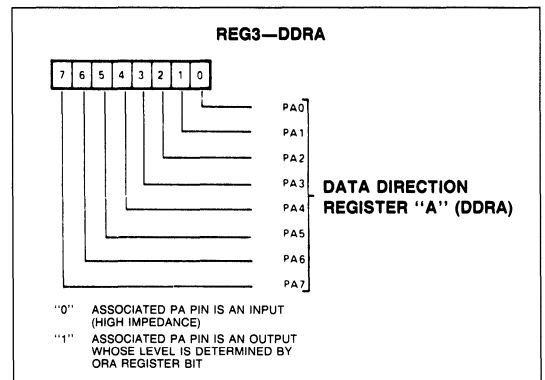 REG3—DDRA
7 6 5 4 3 2 1 0
PA0
PA1
PA2
PA3
PA4
PA5
PA6
PA7
DATA DIRECTION
REGISTER "A" (DDRA)
"0" ASSOCIATED PA PIN IS AN INPUT
(HIGH IMPEDANCE)
"1" ASSOCIATED PA PIN IS AN OUTPUT
WHOSE LEVEL IS DETERMINED BY
ORA REGISTER BIT